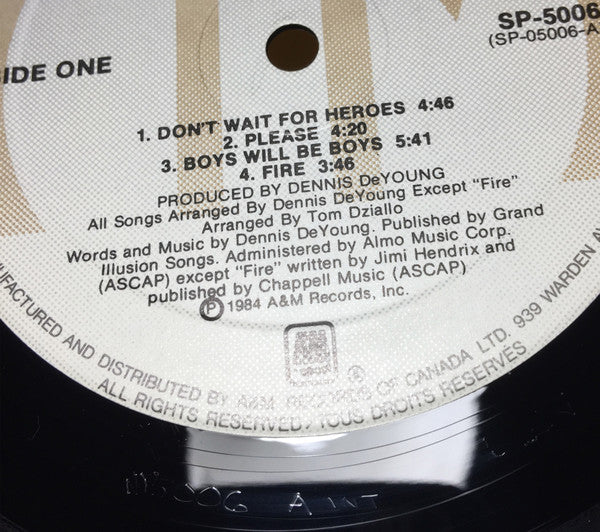 SP-5006
(SP-05006-A
SIDE ONE
1. DON'T WAIT FOR HEROES 4:46
2. PLEASE 4:20
3. BOYS WILL BE BOYS 5:41
4. FIRE 3:46
PRODUCED BY DENNIS DeYOUNG
All Songs Arranged By Dennis DeYoung Except "Fire"
Arranged By Tom Dziallo
Words and Music by Dennis DeYoung. Published by Grand
Illusion Songs. Administered by Almo Music Corp.
(ASCAP) except "Fire" written by Jimi Hendrix and
published by Chappell Music (ASCAP)
Ⓟ 1984 A&M Records, Inc.
®
NUFACTURED AND DISTRIBUTED BY A&M RECORDS OF CANADA LTD. 939 WARDEN A
ALL RIGHTS RESERVED. TOUS DROITS RESERVÉS